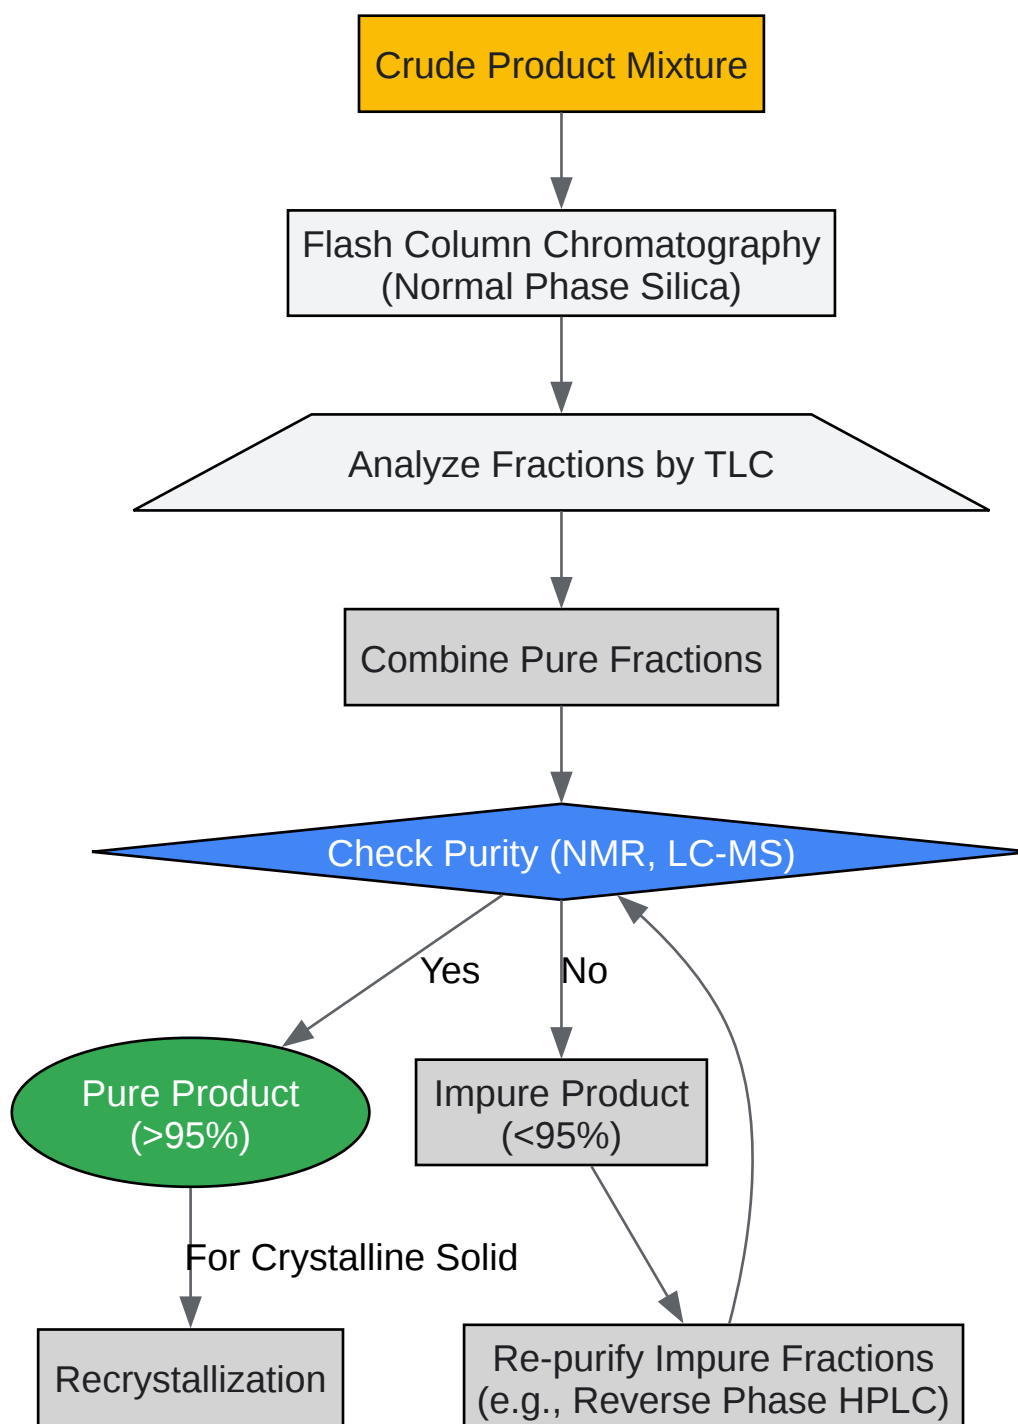 Crude Product Mixture
Flash Column Chromatography
(Normal Phase Silica)
Analyze Fractions by TLC
Combine Pure Fractions
Check Purity (NMR, LC-MS)
Yes
No
Pure Product
(>95%)
Impure Product
(<95%)
For Crystalline Solid
Recrystallization
Re-purify Impure Fractions
(e.g., Reverse Phase HPLC)